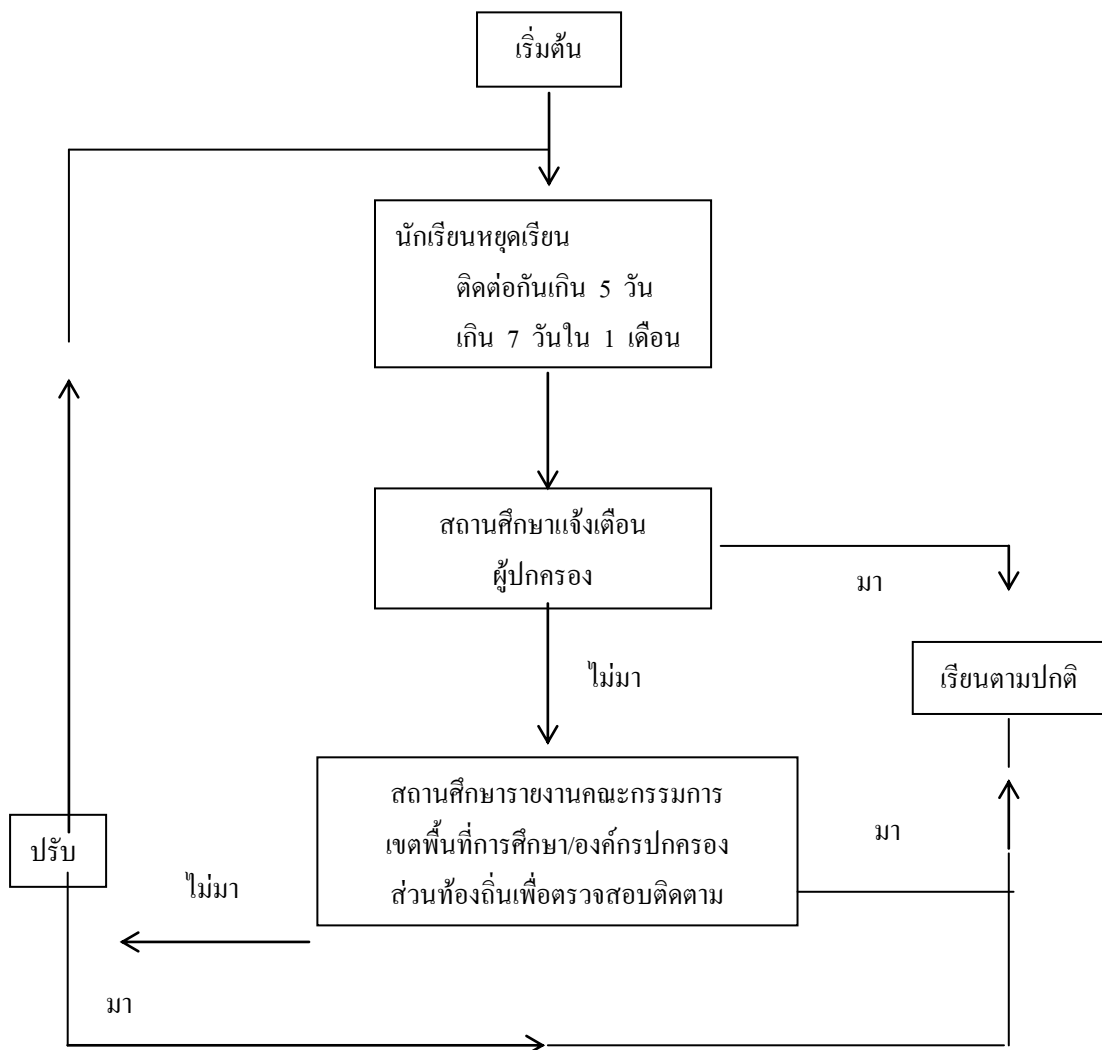 เริ่มต้น
นักเรียนหยุดเรียน
ติดต่อกันเกิน 5 วัน
เกิน 7 วันใน 1 เดือน
สถานศึกษาแจ้งเตือน
ผู้ปกครอง
มา
ไม่มา
เรียนตามปกติ
สถานศึกษารายงานคณะกรรมการ
เขตพื้นที่การศึกษา/องค์กรปกครอง
ส่วนท้องถิ่นเพื่อตรวจสอบติดตาม
มา
ปรับ
ไม่มา
มา